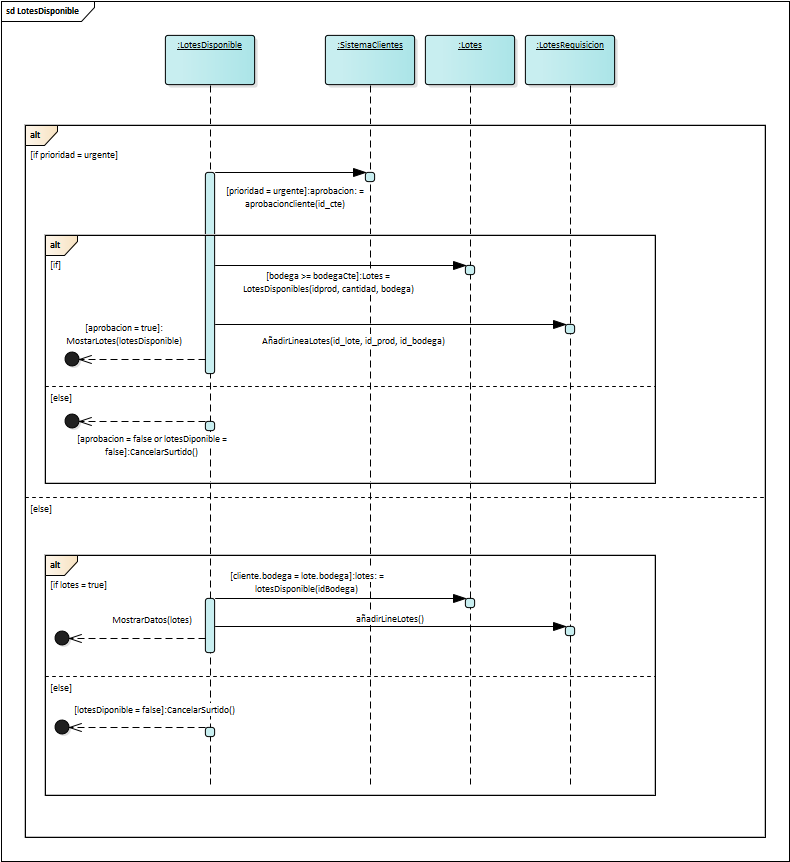 sd LotesDisponible
:LotesDisponible
:SistemaClientes
:Lotes
:LotesRequisicion
alt
[if prioridad = urgente]
[prioridad = urgente]:aprobacion: =
aprobacioncliente(id_cte)
alt
[if]
[bodega >= bodegaCte]:Lotes =
LotesDisponibles(idprod, cantidad, bodega)
[aprobacion = true]:
MostarLotes(lotesDisponible)
AñadirLineaLotes(id_lote, id_prod, id_bodega)
[else]
[aprobacion = false or lotesDiponible =
false]:CancelarSurtido()
[else]
alt
[if lotes = true]
[cliente.bodega = lote.bodega]:lotes: =
lotesDisponible(idBodega)
MostrarDatos(lotes)
añadirLineLotes()
[else]
[lotesDiponible = false]:CancelarSurtido()